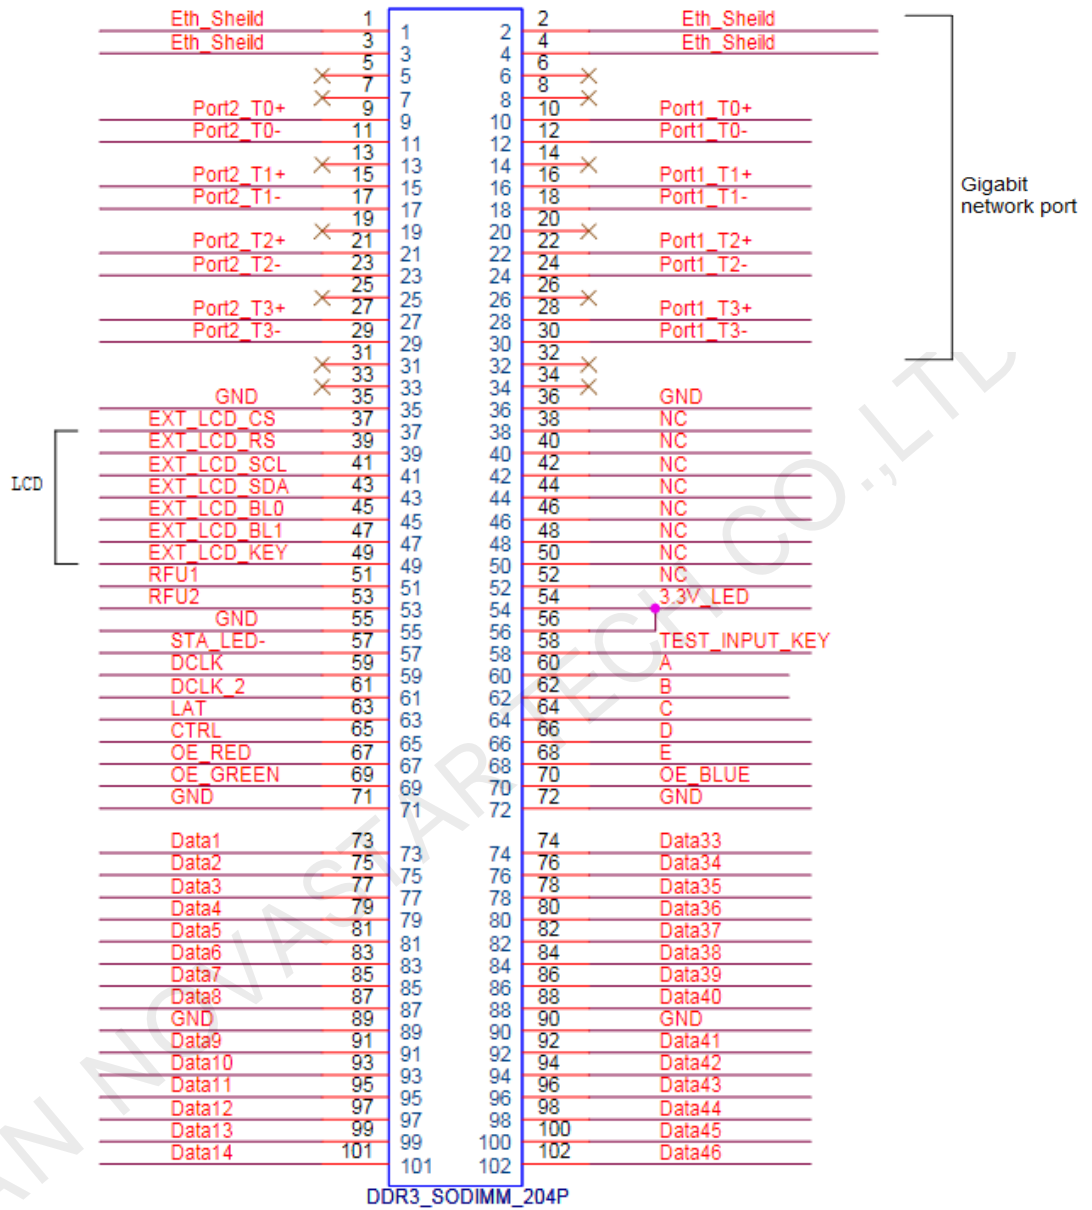 Eth_Sheild 1 1 2 2 Eth_Sheild
Eth_Sheild 3 3 4 4 Eth_Sheild
5 5 6 6
7 7 8 8
Port2_T0+ 9 9 10 10 Port1_T0+
Port2_T0- 11 11 12 12 Port1_T0-
13 13 14 14
Port2_T1+ 15 15 16 16 Port1_T1+
Port2_T1- 17 17 18 18 Port1_T1-
Gigabit
network port
19 19 20 20
Port2_T2+ 21 21 22 22 Port1_T2+
Port2_T2- 23 23 24 24 Port1_T2-
25 25 26 26
Port2_T3+ 27 27 28 28 Port1_T3+
Port2_T3- 29 29 30 30 Port1_T3-
31 31 32 32
33 33 34 34
GND 35 35 36 36 GND
EXT_LCD_CS 37 37 38 38 NC
EXT_LCD_RS 39 39 40 40 NC
EXT_LCD_SCL 41 41 42 42 NC
LCD
EXT_LCD_SDA 43 43 44 44 NC
EXT_LCD_BL0 45 45 46 46 NC
EXT_LCD_BL1 47 47 48 48 NC
EXT_LCD_KEY 49 49 50 50 NC
RFU1 51 51 52 52 NC
RFU2 53 53 54 54 3.3V_LED
GND 55 55 56 56
STA_LED- 57 57 58 58 TEST_INPUT_KEY
DCLK 59 59 60 60 A
DCLK_2 61 61 62 62 B
LAT 63 63 64 64 C
CTRL 65 65 66 66 D
OE_RED 67 67 68 68 E
OE_GREEN 69 69 70 70 OE_BLUE
GND 71 71 72 72 GND
Data1 73 73 74 74 Data33
Data2 75 75 76 76 Data34
Data3 77 77 78 78 Data35
Data4 79 79 80 80 Data36
Data5 81 81 82 82 Data37
Data6 83 83 84 84 Data38
Data7 85 85 86 86 Data39
Data8 87 87 88 88 Data40
GND 89 89 90 90 GND
Data9 91 91 92 92 Data41
Data10 93 93 94 94 Data42
Data11 95 95 96 96 Data43
Data12 97 97 98 98 Data44
Data13 99 99 100 100 Data45
Data14 101 101 102 102 Data46
DDR3_SODIMM_204P
NOVASTAR TECH CO.,LTD